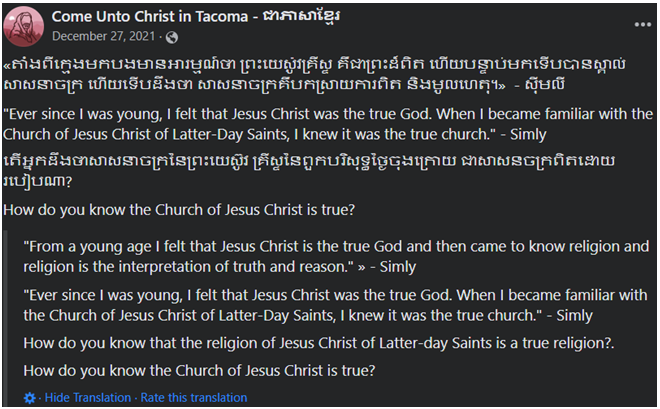 Come Unto Christ in Tacoma - ជាភាសាខ្មែរ
December 27, 2021 ·
«តាំងពីក្មេងមកបងមានអារម្មណ៍ថា ព្រះយេស៊ូវគ្រីស្ទ គឺជាព្រះដ៏ពិត ហើយបន្ទាប់មកទើបបានស្គាល់
សាសនាចក្រ ហើយទើបដឹងថា សាសនាចក្រគឺបកស្រាយការពិត និងមូលហេតុ។» - ស៊ីមលី
"Ever since I was young, I felt that Jesus Christ was the true God. When I became familiar with the
Church of Jesus Christ of Latter-Day Saints, I knew it was the true church." - Simly
តើអ្នកដឹងថាសាសនាចក្រនៃព្រះយេស៊ូវ គ្រីស្ទនៃពួកបរិសុទ្ធថ្ងៃចុងក្រោយ ជាសាសនចក្រពិតដោយ
របៀបណា?
How do you know the Church of Jesus Christ is true?
"From a young age I felt that Jesus Christ is the true God and then came to know religion and
religion is the interpretation of truth and reason." » - Simly
"Ever since I was young, I felt that Jesus Christ was the true God. When I became familiar with
the Church of Jesus Christ of Latter-Day Saints, I knew it was the true church." - Simly
How do you know that the religion of Jesus Christ of Latter-day Saints is a true religion?.
How do you know the Church of Jesus Christ is true?
· Hide Translation · Rate this translation